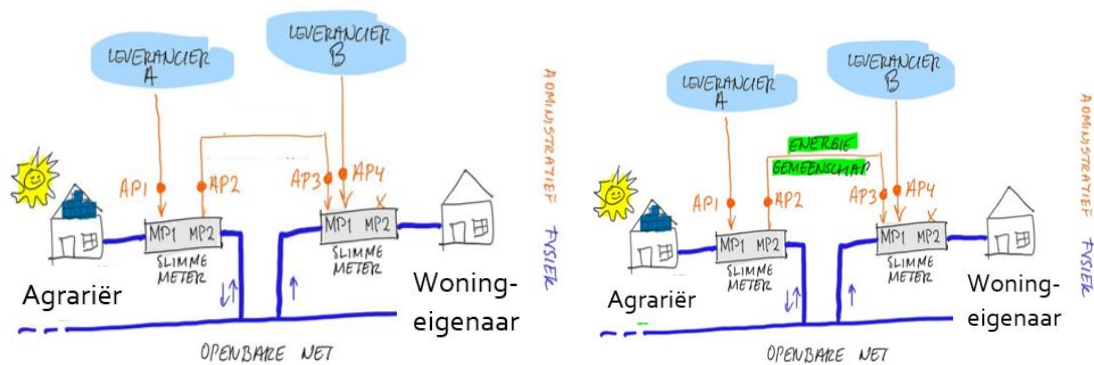 LEVERANCIER
A
LEVERANCIER
B
AP1
AP2
AP3
AP4
X
MP1 MP2
SLIMME
METER
MP1 MP2
SLIMME
METER
Agrariër
Woning-
eigenaar
OPENBARE NET
ADMINISTRATIEF FYSIEK
LEVERANCIER
A
LEVERANCIER
B
ENERGIE
GEMEENSCHAP
AP1
AP2
AP3
AP4
X
MP1 MP2
SLIMME
METER
MP1 MP2
SLIMME
METER
Agrariër
Woning-
eigenaar
OPENBARE NET
ADMINISTRATIEF FYSIEK